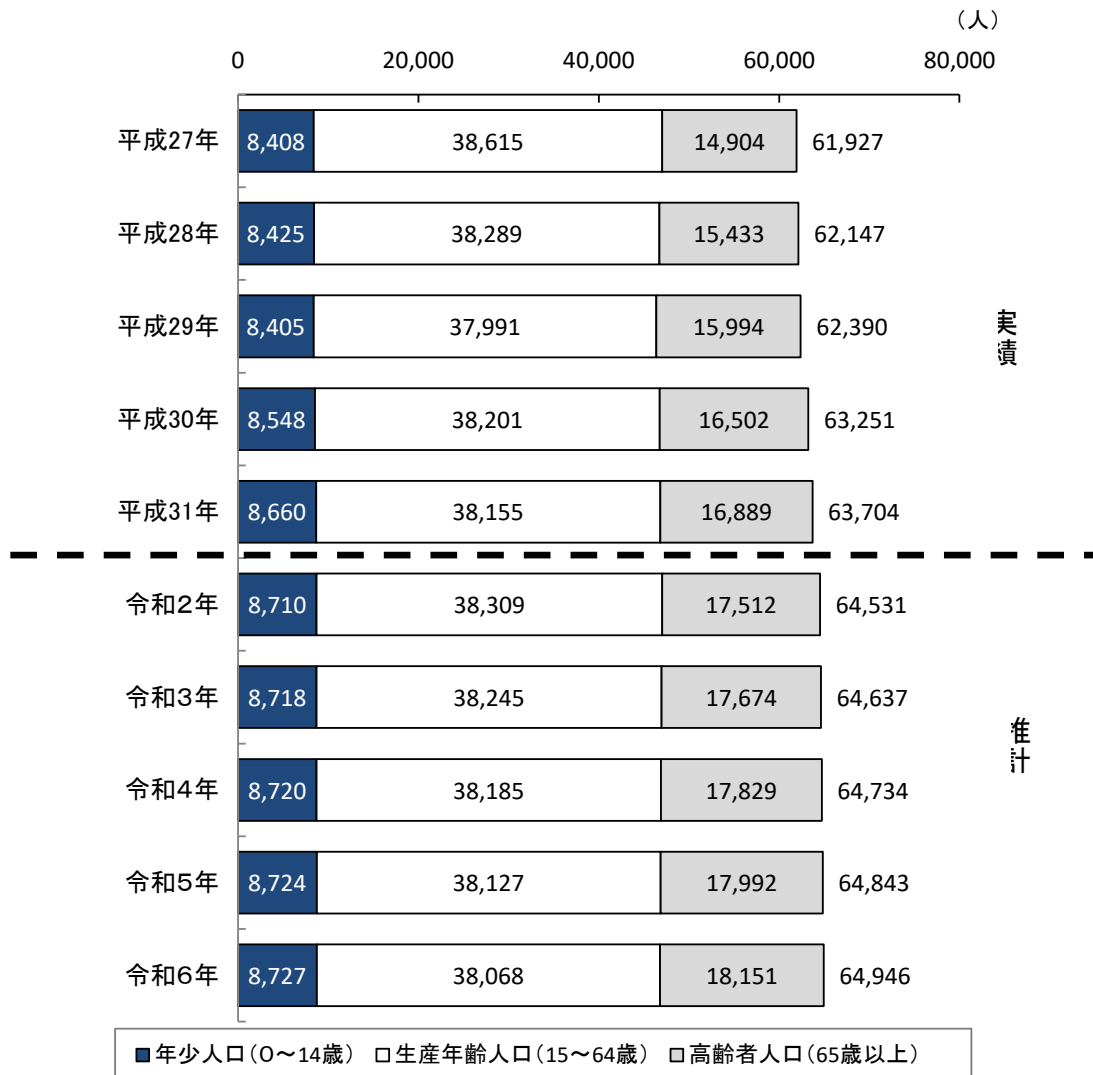 （人）
0 20,000 40,000 60,000 80,000
平成27年 8,408 38,615 14,904 61,927
平成28年 8,425 38,289 15,433 62,147
平成29年 8,405 37,991 15,994 62,390
実績
平成30年 8,548 38,201 16,502 63,251
平成31年 8,660 38,155 16,889 63,704
令和２年 8,710 38,309 17,512 64,531
令和３年 8,718 38,245 17,674 64,637
推計
令和４年 8,720 38,185 17,829 64,734
令和５年 8,724 38,127 17,992 64,843
令和６年 8,727 38,068 18,151 64,946
年少人口（０～14歳） 生産年齢人口（15～64歳） 高齢者人口（65歳以上）